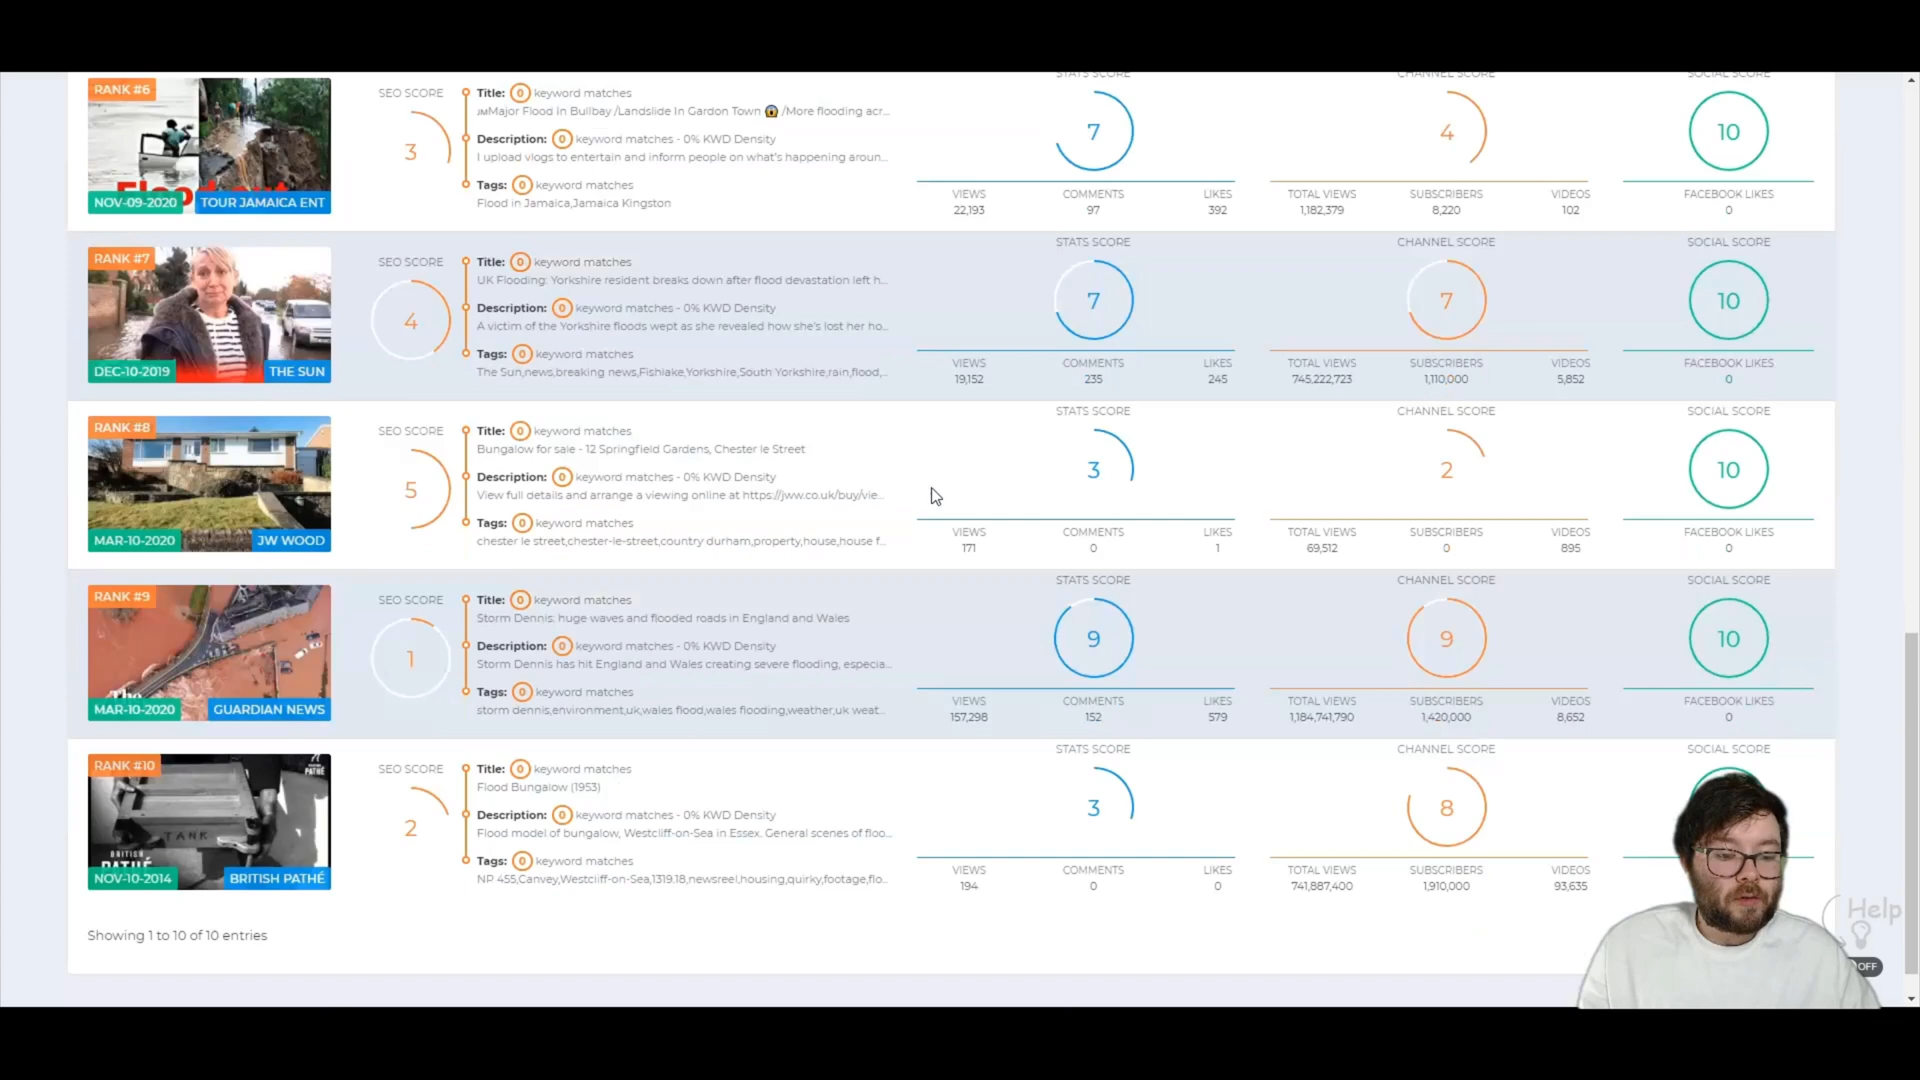 STATS SCORE
CHANNEL SCORE
SOCIAL SCORE
RANK #6
NOV-09-2020
TOUR JAMAICA ENT
SEO SCORE
3
Title: 0 keyword matches
JMMajor Flood In Bullbay /Landslide In Gardon Town 😱 /More flooding acr...
Description: 0 keyword matches - 0% KWD Density
I upload vlogs to entertain and inform people on what's happening aroun...
Tags: 0 keyword matches
Flood in Jamaica,Jamaica Kingston
7
VIEWS COMMENTS LIKES
22,193 97 392
4
TOTAL VIEWS SUBSCRIBERS VIDEOS
1,182,379 8,220 102
10
FACEBOOK LIKES
0
RANK #7
DEC-10-2019
THE SUN
SEO SCORE
4
Title: 0 keyword matches
UK Flooding: Yorkshire resident breaks down after flood devastation left h...
Description: 0 keyword matches - 0% KWD Density
A victim of the Yorkshire floods wept as she revealed how she's lost her ho...
Tags: 0 keyword matches
The Sun,news,breaking news,Fishlake,Yorkshire,South Yorkshire,rain,flood,...
STATS SCORE
7
VIEWS COMMENTS LIKES
19,152 235 245
CHANNEL SCORE
7
TOTAL VIEWS SUBSCRIBERS VIDEOS
745,222,723 1,110,000 5,852
SOCIAL SCORE
10
FACEBOOK LIKES
0
RANK #8
MAR-10-2020
JW WOOD
SEO SCORE
5
Title: 0 keyword matches
Bungalow for sale - 12 Springfield Gardens, Chester le Street
Description: 0 keyword matches - 0% KWD Density
View full details and arrange a viewing online at https://jww.co.uk/buy/vie...
Tags: 0 keyword matches
chester le street,chester-le-street,country durham,property,house,house f...
STATS SCORE
3
VIEWS COMMENTS LIKES
171 0 1
CHANNEL SCORE
2
TOTAL VIEWS SUBSCRIBERS VIDEOS
69,512 0 895
SOCIAL SCORE
10
FACEBOOK LIKES
0
RANK #9
The
MAR-10-2020
GUARDIAN NEWS
SEO SCORE
1
Title: 0 keyword matches
Storm Dennis: huge waves and flooded roads in England and Wales
Description: 0 keyword matches - 0% KWD Density
Storm Dennis has hit England and Wales creating severe flooding, especia...
Tags: 0 keyword matches
storm dennis,environment,uk,wales flood,wales flooding,weather,uk weat...
STATS SCORE
9
VIEWS COMMENTS LIKES
157,298 152 579
CHANNEL SCORE
9
TOTAL VIEWS SUBSCRIBERS VIDEOS
1,184,741,790 1,420,000 8,652
SOCIAL SCORE
10
FACEBOOK LIKES
0
RANK #10
PATHÉ
TANK
BRITISH
PATHÉ
NOV-10-2014
BRITISH PATHÉ
SEO SCORE
2
Title: 0 keyword matches
Flood Bungalow (1953)
Description: 0 keyword matches - 0% KWD Density
Flood model of bungalow, Westcliff-on-Sea in Essex. General scenes of floo...
Tags: 0 keyword matches
NP 455,Canvey,Westcliff-on-Sea,1319.18,newsreel,housing,quirky,footage,flo...
STATS SCORE
3
VIEWS COMMENTS LIKES
194 0 0
CHANNEL SCORE
8
TOTAL VIEWS SUBSCRIBERS VIDEOS
741,887,400 1,910,000 93,635
SOCIAL SCORE
Showing 1 to 10 of 10 entries
Help
OFF